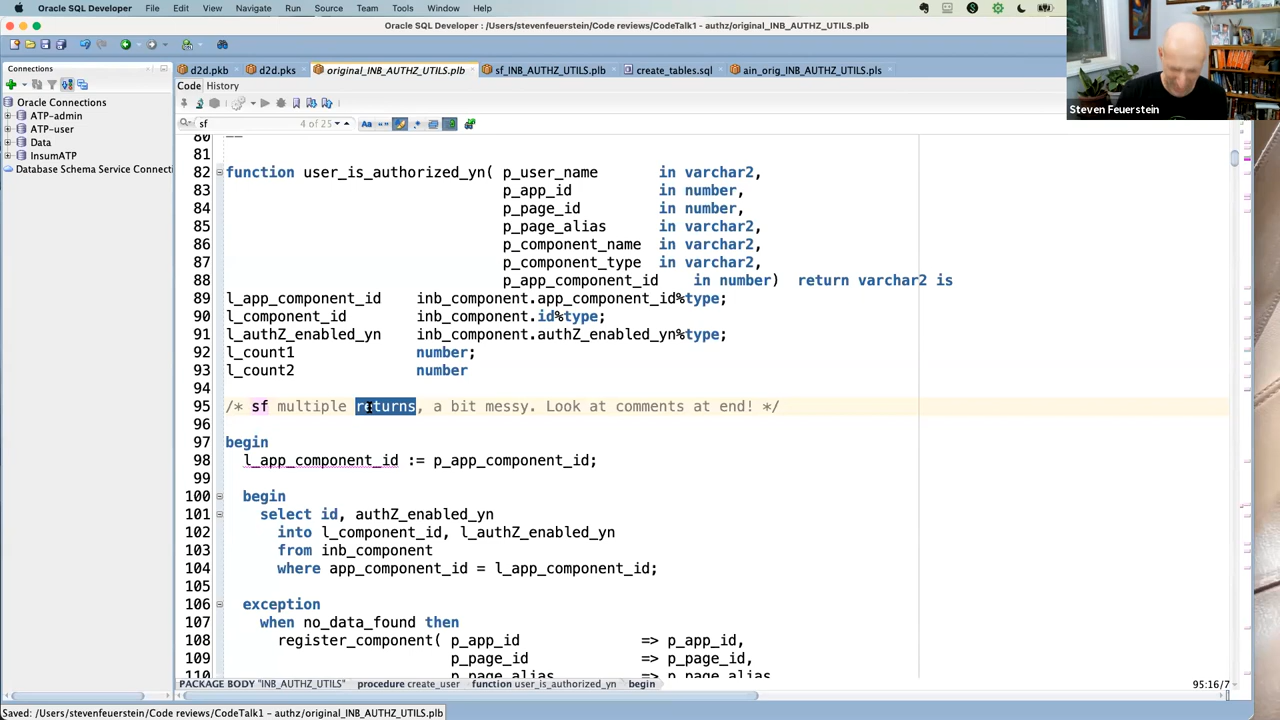 SQL Developer File Edit View Navigate Run Source Team Tools Window Help
Oracle SQL Developer : /Users/stevenfeuerstein/Code reviews/CodeTalk1 - authz/original_INB_AUTHZ_UTILS.plb
Connections
d2d.pkb d2d.pks original_INB_AUTHZ_UTILS.plb sf_INB_AUTHZ_UTILS.plb create_tables.sql ain_orig_INB_AUTHZ_UTILS.pls
Steven Feuerstein
Code History
Oracle Connections
ATP-admin
ATP-user
Data
InsumATP
Database Schema Service Connecti
sf 4 of 25 Aa
80 --
81
82 function user_is_authorized_yn( p_user_name in varchar2,
83 p_app_id in number,
84 p_page_id in number,
85 p_page_alias in varchar2,
86 p_component_name in varchar2,
87 p_component_type in varchar2,
88 p_app_component_id in number) return varchar2 is
89 l_app_component_id inb_component.app_component_id%type;
90 l_component_id inb_component.id%type;
91 l_authZ_enabled_yn inb_component.authZ_enabled_yn%type;
92 l_count1 number;
93 l_count2 number
94
95 /* sf multiple returns, a bit messy. Look at comments at end! */
96
97 begin
98 l_app_component_id := p_app_component_id;
99
100 begin
101 select id, authZ_enabled_yn
102 into l_component_id, l_authZ_enabled_yn
103 from inb_component
104 where app_component_id = l_app_component_id;
105
106 exception
107 when no_data_found then
108 register_component( p_app_id => p_app_id,
109 p_page_id => p_page_id,
110 p_page_alias => p_page_alias,
PACKAGE BODY "INB_AUTHZ_UTILS" procedure create_user function user_is_authorized_yn begin 95:16/7
Saved: /Users/stevenfeuerstein/Code reviews/CodeTalk1 - authz/original_INB_AUTHZ_UTILS.plb